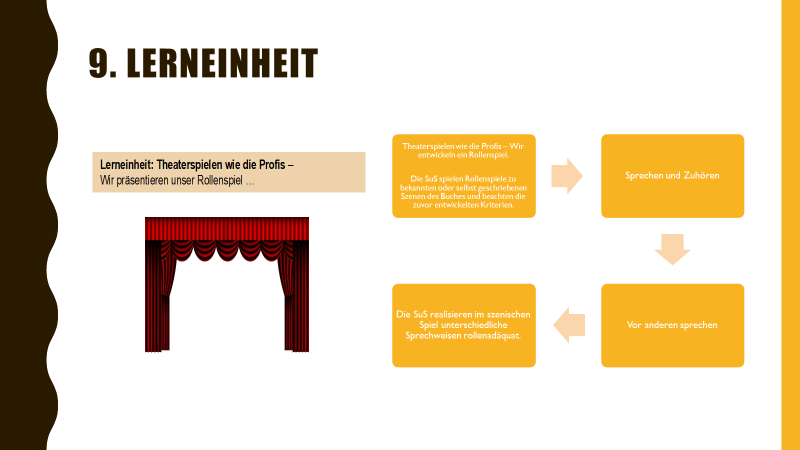 9. LERNEINHEIT
Lerneinheit: Theaterspielen wie die Profis –
Wir präsentieren unser Rollenspiel ...
Theaterspielen wie die Profis – Wir
entwickeln ein Rollenspiel.
Die SuS spielen Rollenspiele zu
bekannten oder selbst geschriebenen
Szenen des Buches und beachten die
zuvor entwickelten Kriterien.
Sprechen und Zuhören
Vor anderen sprechen
Die SuS realisieren im szenischen
Spiel unterschiedliche
Sprechweisen rollenadäquat.